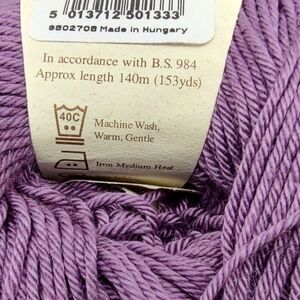 5 013712 501333
980270B Made in Hungary
In accordance with B.S. 984
Approx length 140m (153yds)
40C
Machine Wash,
Warm, Gentle
Iron Medium Heat